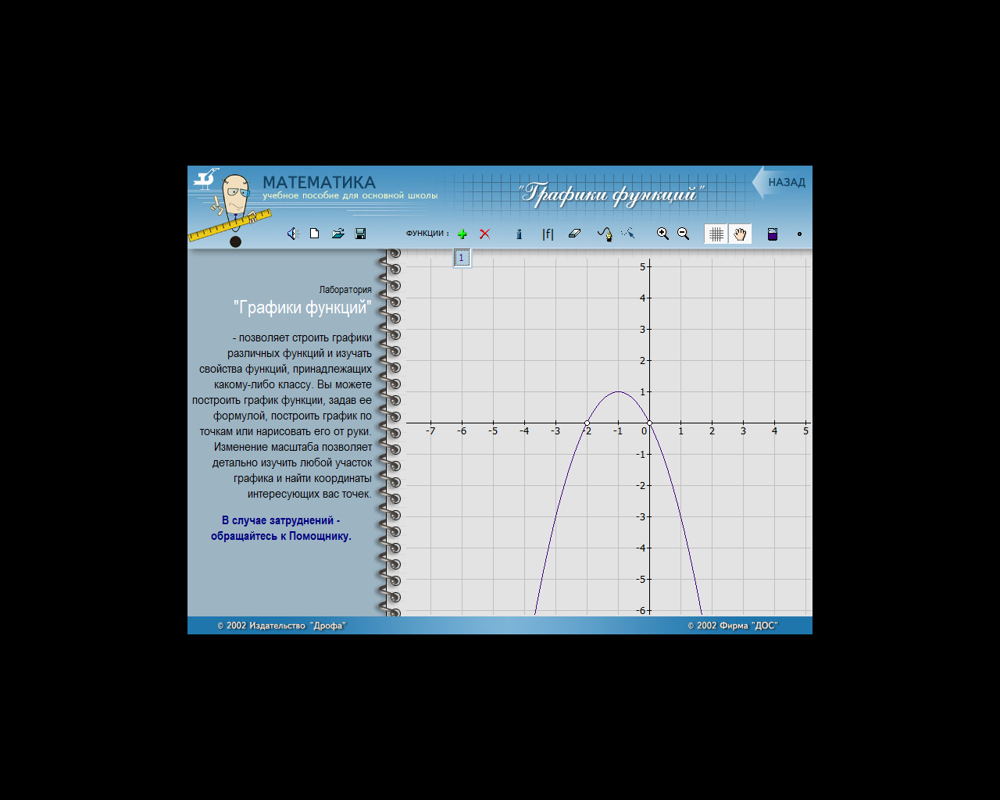 МАТЕМАТИКА
учебное пособие для основной школы
"Графики функций"
НАЗАД
ФУНКЦИИ :
|f|
1
Лаборатория
"Графики функций"
- позволяет строить графики
различных функций и изучать
свойства функций, принадлежащих
какому-либо классу. Вы можете
построить график функции, задав ее
формулой, построить график по
точкам или нарисовать его от руки.
Изменение масштаба позволяет
детально изучить любой участок
графика и найти координаты
интересующих вас точек.
В случае затруднений -
обращайтесь к Помощнику.
5
4
3
2
1
-7 -6 -5 -4 -3 -2 -1 0 1 2 3 4 5
-1
-2
-3
-4
-5
-6
© 2002 Издательство "Дрофа"
© 2002 Фирма "ДОС"